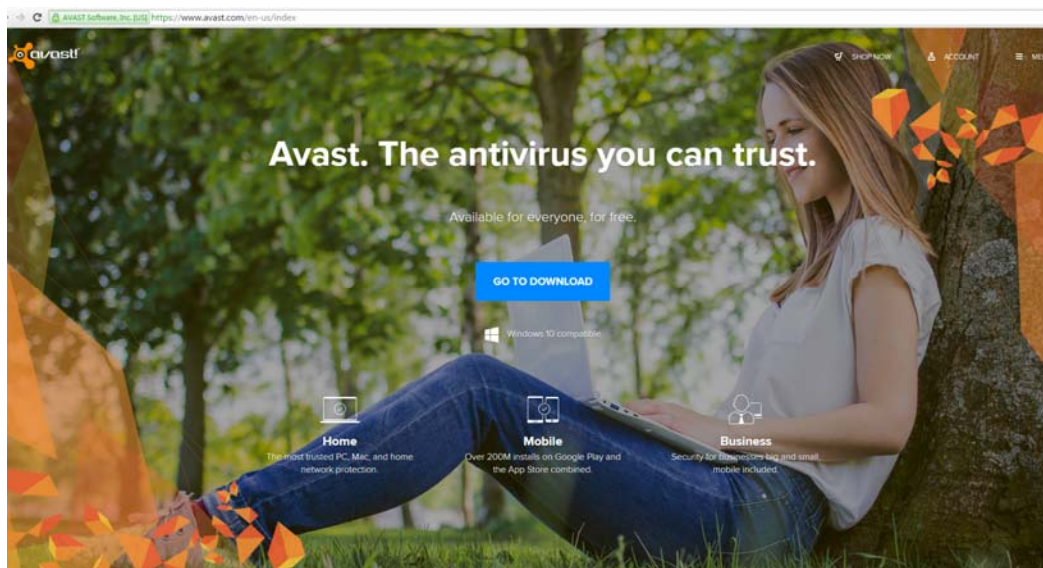 AVAST Software, Inc. [US] https://www.avast.com/en-us/index
avast!
SHOP NOW
ACCOUNT
Avast. The antivirus you can trust.
Available for everyone, for free.
GO TO DOWNLOAD
Windows 10 compatible
Home
The most trusted PC, Mac, and home
network protection.
Mobile
Over 200M installs on Google Play and
the App Store combined.
Business
Security for businesses big and small,
mobile included.